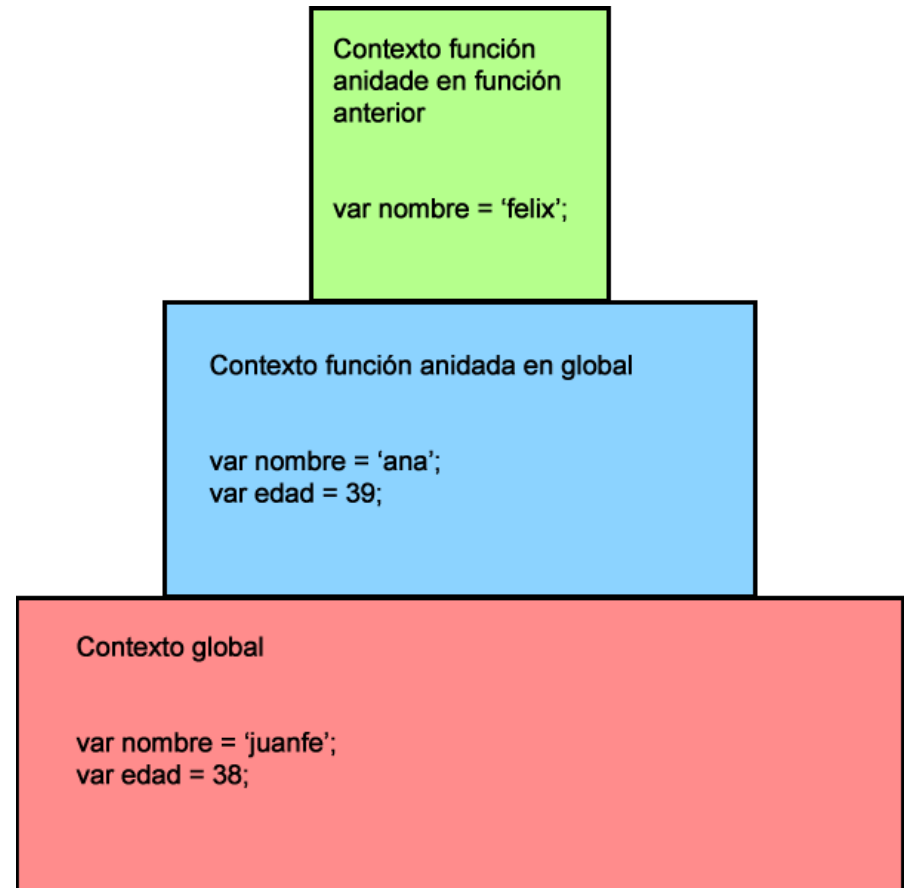 Contexto función
anidade en función
anterior
var nombre = ‘felix’;
Contexto función anidada en global
var nombre = ‘ana’;
var edad = 39;
Contexto global
var nombre = ‘juanfe’;
var edad = 38;